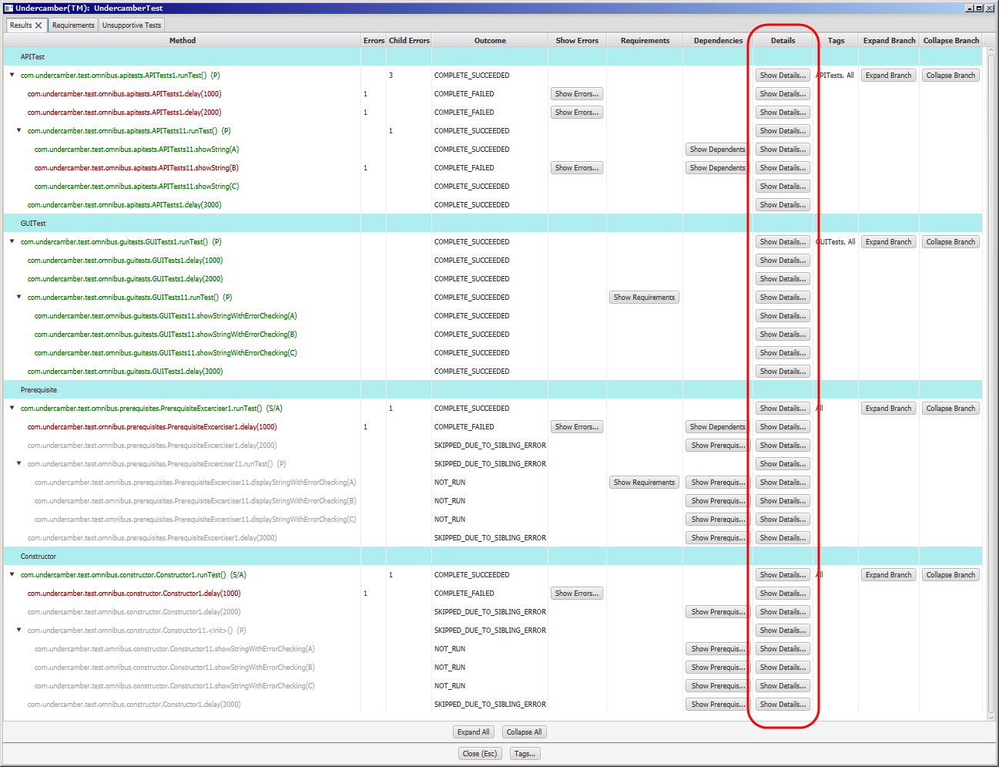 Undercamber(TM):  UndercamberTest
Results Requirements Unsupportive Tests
Method Errors Child Errors Outcome Show Errors Requirements Dependencies Details Tags Expand Branch Collapse Branch
APITest
com.undercamber.test.omnibus.apitests.APITests1.runTest()  (P) 3 COMPLETE_SUCCEEDED Show Details... APITests, All Expand Branch Collapse Branch
com.undercamber.test.omnibus.apitests.APITests1.delay(1000) 1 COMPLETE_FAILED Show Errors... Show Details...
com.undercamber.test.omnibus.apitests.APITests1.delay(2000) 1 COMPLETE_FAILED Show Errors... Show Details...
com.undercamber.test.omnibus.apitests.APITests11.runTest()  (P) 1 COMPLETE_SUCCEEDED Show Details...
com.undercamber.test.omnibus.apitests.APITests11.showString(A) COMPLETE_SUCCEEDED Show Dependents Show Details...
com.undercamber.test.omnibus.apitests.APITests11.showString(B) 1 COMPLETE_FAILED Show Errors... Show Dependents Show Details...
com.undercamber.test.omnibus.apitests.APITests11.showString(C) COMPLETE_SUCCEEDED Show Details...
com.undercamber.test.omnibus.apitests.APITests1.delay(3000) COMPLETE_SUCCEEDED Show Details...
GUITest
com.undercamber.test.omnibus.guitests.GUITests1.runTest()  (P) COMPLETE_SUCCEEDED Show Details... GUITests, All Expand Branch Collapse Branch
com.undercamber.test.omnibus.guitests.GUITests1.delay(1000) COMPLETE_SUCCEEDED Show Details...
com.undercamber.test.omnibus.guitests.GUITests1.delay(2000) COMPLETE_SUCCEEDED Show Details...
com.undercamber.test.omnibus.guitests.GUITests11.runTest()  (P) COMPLETE_SUCCEEDED Show Requirements Show Details...
com.undercamber.test.omnibus.guitests.GUITests11.showStringWithErrorChecking(A) COMPLETE_SUCCEEDED Show Details...
com.undercamber.test.omnibus.guitests.GUITests11.showStringWithErrorChecking(B) COMPLETE_SUCCEEDED Show Details...
com.undercamber.test.omnibus.guitests.GUITests11.showStringWithErrorChecking(C) COMPLETE_SUCCEEDED Show Details...
com.undercamber.test.omnibus.guitests.GUITests1.delay(3000) COMPLETE_SUCCEEDED Show Details...
Prerequisite
com.undercamber.test.omnibus.prerequisites.PrerequisiteExcerciser1.runTest()  (S/A) 1 COMPLETE_SUCCEEDED Show Details... All Expand Branch Collapse Branch
com.undercamber.test.omnibus.prerequisites.PrerequisiteExcerciser1.delay(1000) 1 COMPLETE_FAILED Show Errors... Show Dependents Show Details...
com.undercamber.test.omnibus.prerequisites.PrerequisiteExcerciser1.delay(2000) SKIPPED_DUE_TO_SIBLING_ERROR Show Prerequis... Show Details...
com.undercamber.test.omnibus.prerequisites.PrerequisiteExcerciser11.runTest()  (P) SKIPPED_DUE_TO_SIBLING_ERROR Show Details...
com.undercamber.test.omnibus.prerequisites.PrerequisiteExcerciser11.displayStringWithErrorChecking(A) NOT_RUN Show Requirements Show Prerequis... Show Details...
com.undercamber.test.omnibus.prerequisites.PrerequisiteExcerciser11.displayStringWithErrorChecking(B) NOT_RUN Show Prerequis... Show Details...
com.undercamber.test.omnibus.prerequisites.PrerequisiteExcerciser11.displayStringWithErrorChecking(C) NOT_RUN Show Prerequis... Show Details...
com.undercamber.test.omnibus.prerequisites.PrerequisiteExcerciser1.delay(3000) SKIPPED_DUE_TO_SIBLING_ERROR Show Prerequis... Show Details...
Constructor
com.undercamber.test.omnibus.constructor.Constructor1.runTest()  (S/A) 1 COMPLETE_SUCCEEDED Show Details... All Expand Branch Collapse Branch
com.undercamber.test.omnibus.constructor.Constructor1.delay(1000) 1 COMPLETE_FAILED Show Errors... Show Details...
com.undercamber.test.omnibus.constructor.Constructor1.delay(2000) SKIPPED_DUE_TO_SIBLING_ERROR Show Prerequis... Show Details...
com.undercamber.test.omnibus.constructor.Constructor11.<init>()  (P) SKIPPED_DUE_TO_SIBLING_ERROR Show Details...
com.undercamber.test.omnibus.constructor.Constructor11.showStringWithErrorChecking(A) NOT_RUN Show Prerequis... Show Details...
com.undercamber.test.omnibus.constructor.Constructor11.showStringWithErrorChecking(B) NOT_RUN Show Prerequis... Show Details...
com.undercamber.test.omnibus.constructor.Constructor11.showStringWithErrorChecking(C) NOT_RUN Show Prerequis... Show Details...
com.undercamber.test.omnibus.constructor.Constructor1.delay(3000) SKIPPED_DUE_TO_SIBLING_ERROR Show Prerequis... Show Details...
Expand All Collapse All
Close (Esc) Tags...